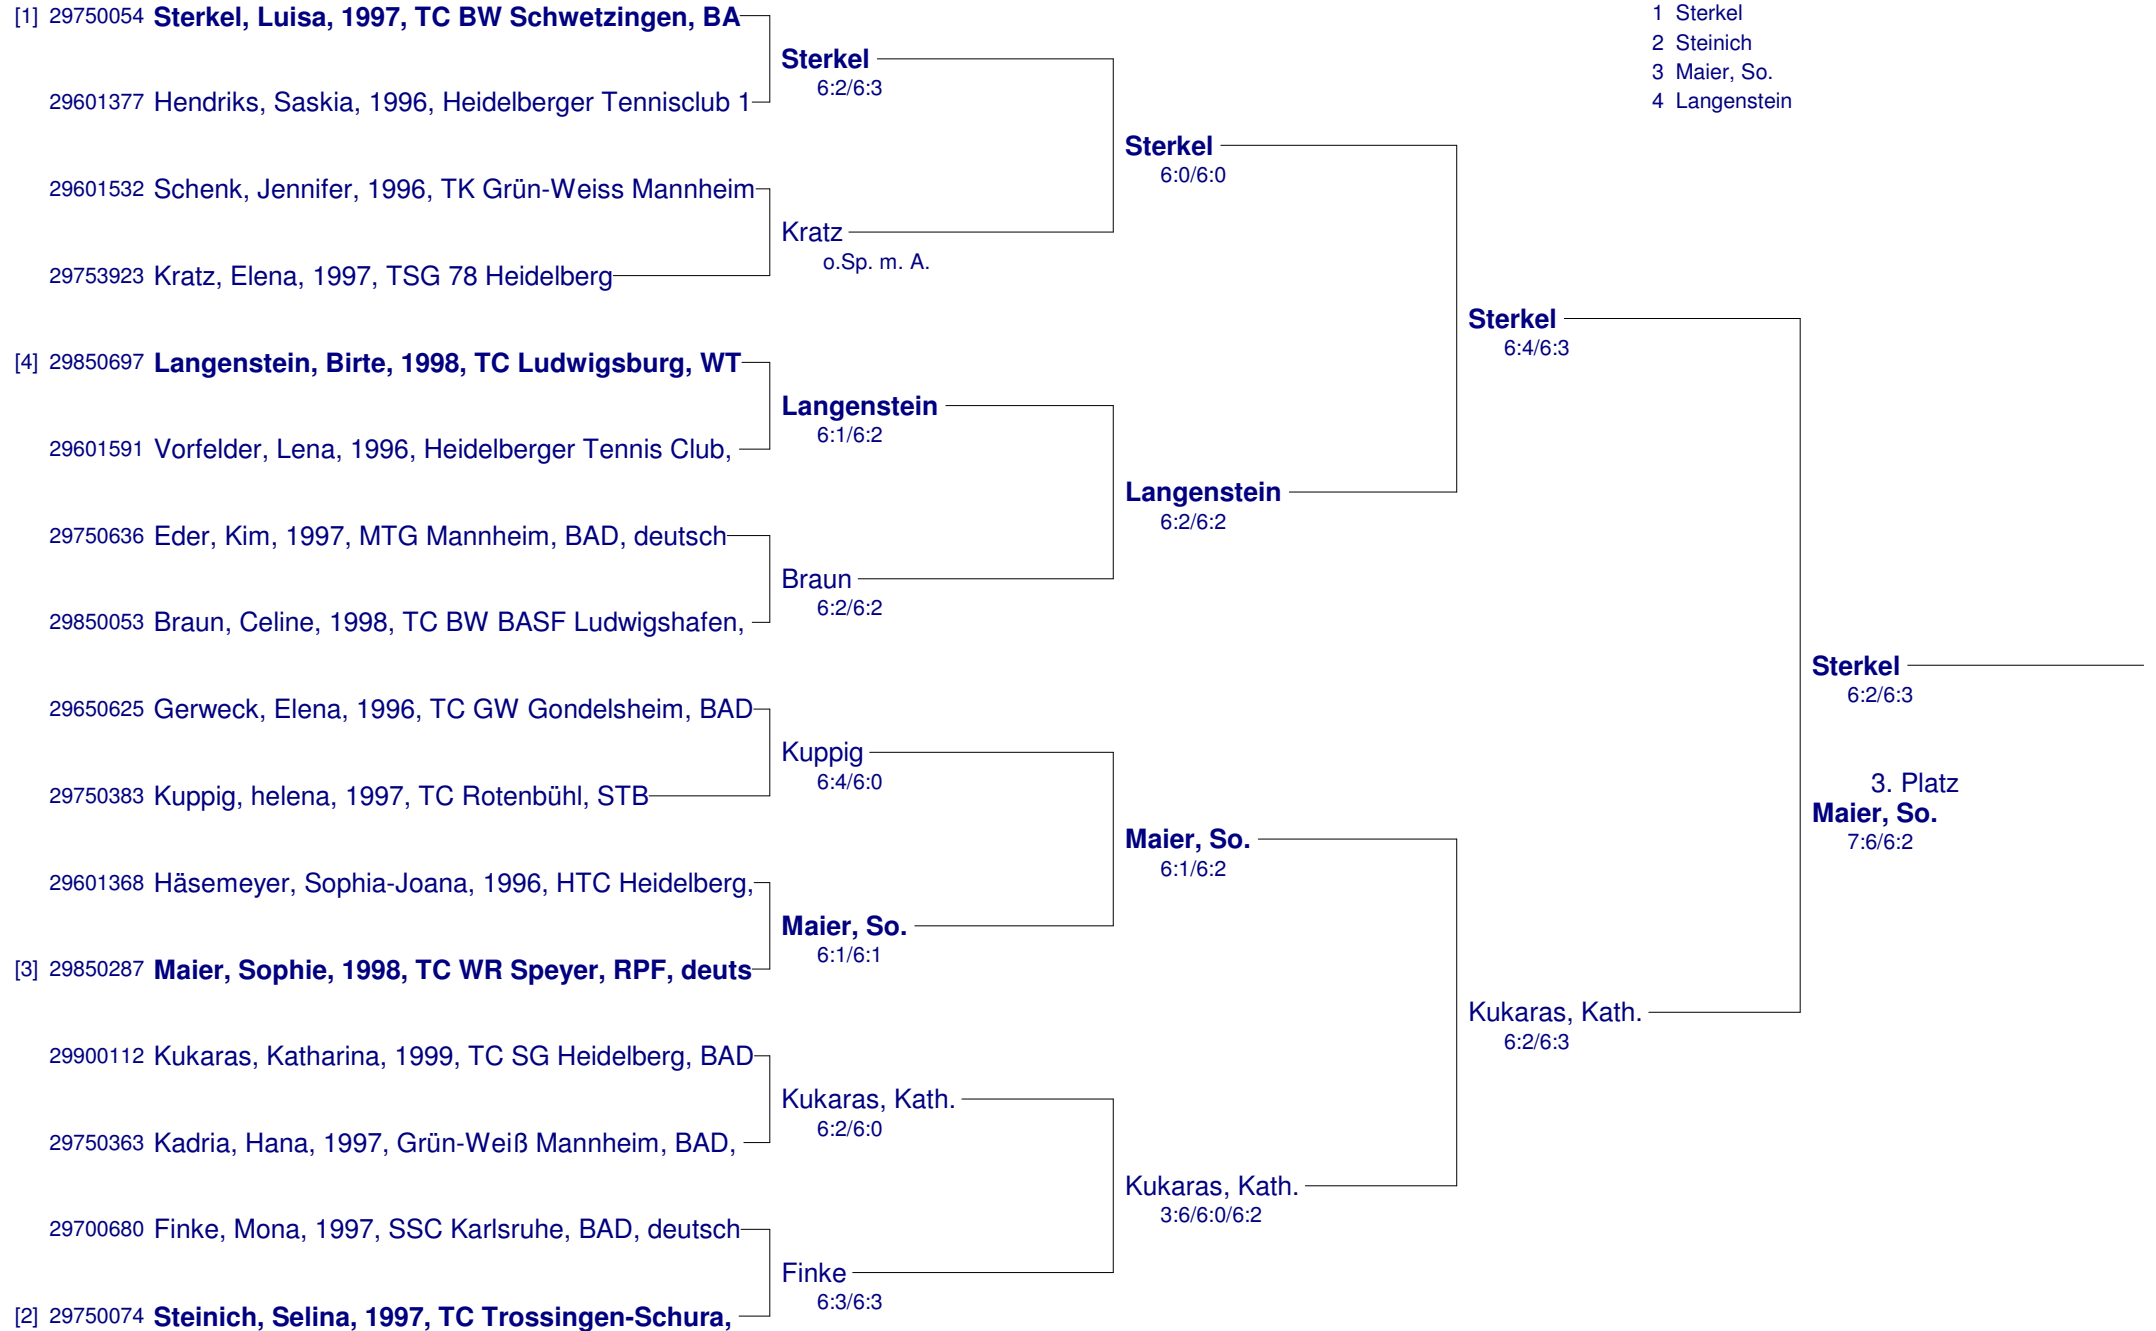 [1] 29750054 Sterkel, Luisa, 1997, TC BW Schwetzingen, BA
29601377 Hendriks, Saskia, 1996, Heidelberger Tennisclub 1
29601532 Schenk, Jennifer, 1996, TK Grün-Weiss Mannheim
29753923 Kratz, Elena, 1997, TSG 78 Heidelberg
[4] 29850697 Langenstein, Birte, 1998, TC Ludwigsburg, WT
29601591 Vorfelder, Lena, 1996, Heidelberger Tennis Club,
29750636 Eder, Kim, 1997, MTG Mannheim, BAD, deutsch
29850053 Braun, Celine, 1998, TC BW BASF Ludwigshafen,
29650625 Gerweck, Elena, 1996, TC GW Gondelsheim, BAD
29750383 Kuppig, helena, 1997, TC Rotenbühl, STB
29601368 Häsemeyer, Sophia-Joana, 1996, HTC Heidelberg,
[3] 29850287 Maier, Sophie, 1998, TC WR Speyer, RPF, deuts
29900112 Kukaras, Katharina, 1999, TC SG Heidelberg, BAD
29750363 Kadria, Hana, 1997, Grün-Weiß Mannheim, BAD,
29700680 Finke, Mona, 1997, SSC Karlsruhe, BAD, deutsch
[2] 29750074 Steinich, Selina, 1997, TC Trossingen-Schura,
Sterkel
6:2/6:3
Kratz
o.Sp. m. A.
Langenstein
6:1/6:2
Braun
6:2/6:2
Kuppig
6:4/6:0
Maier, So.
6:1/6:1
Kukaras, Kath.
6:2/6:0
Finke
6:3/6:3
Sterkel
6:0/6:0
Langenstein
6:2/6:2
Maier, So.
6:1/6:2
Kukaras, Kath.
3:6/6:0/6:2
Sterkel
6:4/6:3
Kukaras, Kath.
6:2/6:3
Sterkel
6:2/6:3
3. Platz
Maier, So.
7:6/6:2
1 Sterkel
2 Steinich
3 Maier, So.
4 Langenstein